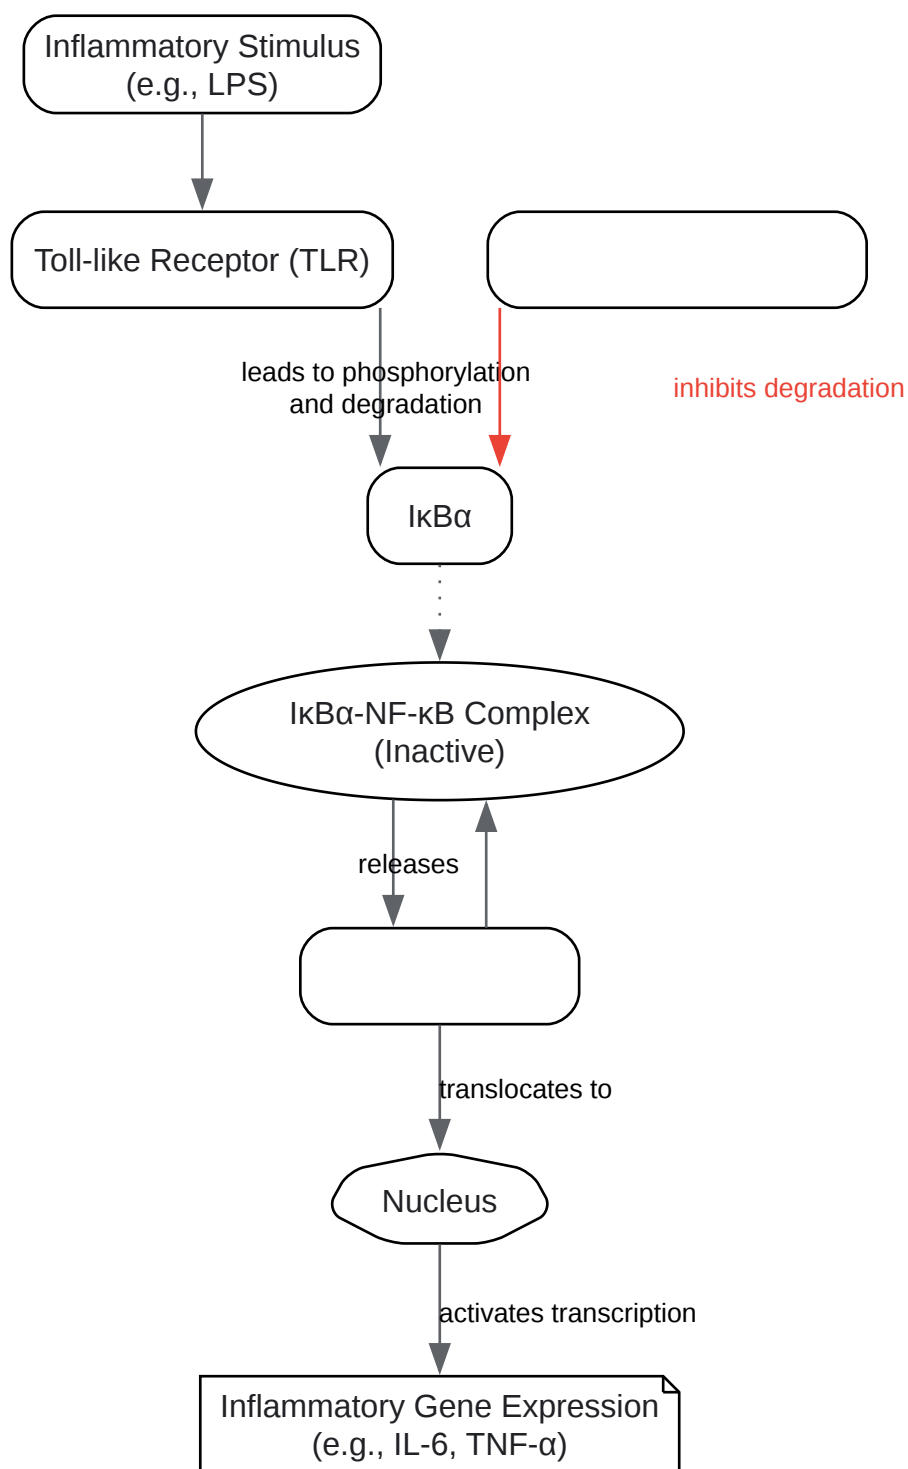 Inflammatory Stimulus
(e.g., LPS)
Toll-like Receptor (TLR)
leads to phosphorylation
and degradation
inhibits degradation
IκBα
IκBα-NF-κB Complex
(Inactive)
releases
translocates to
Nucleus
activates transcription
Inflammatory Gene Expression
(e.g., IL-6, TNF-α)